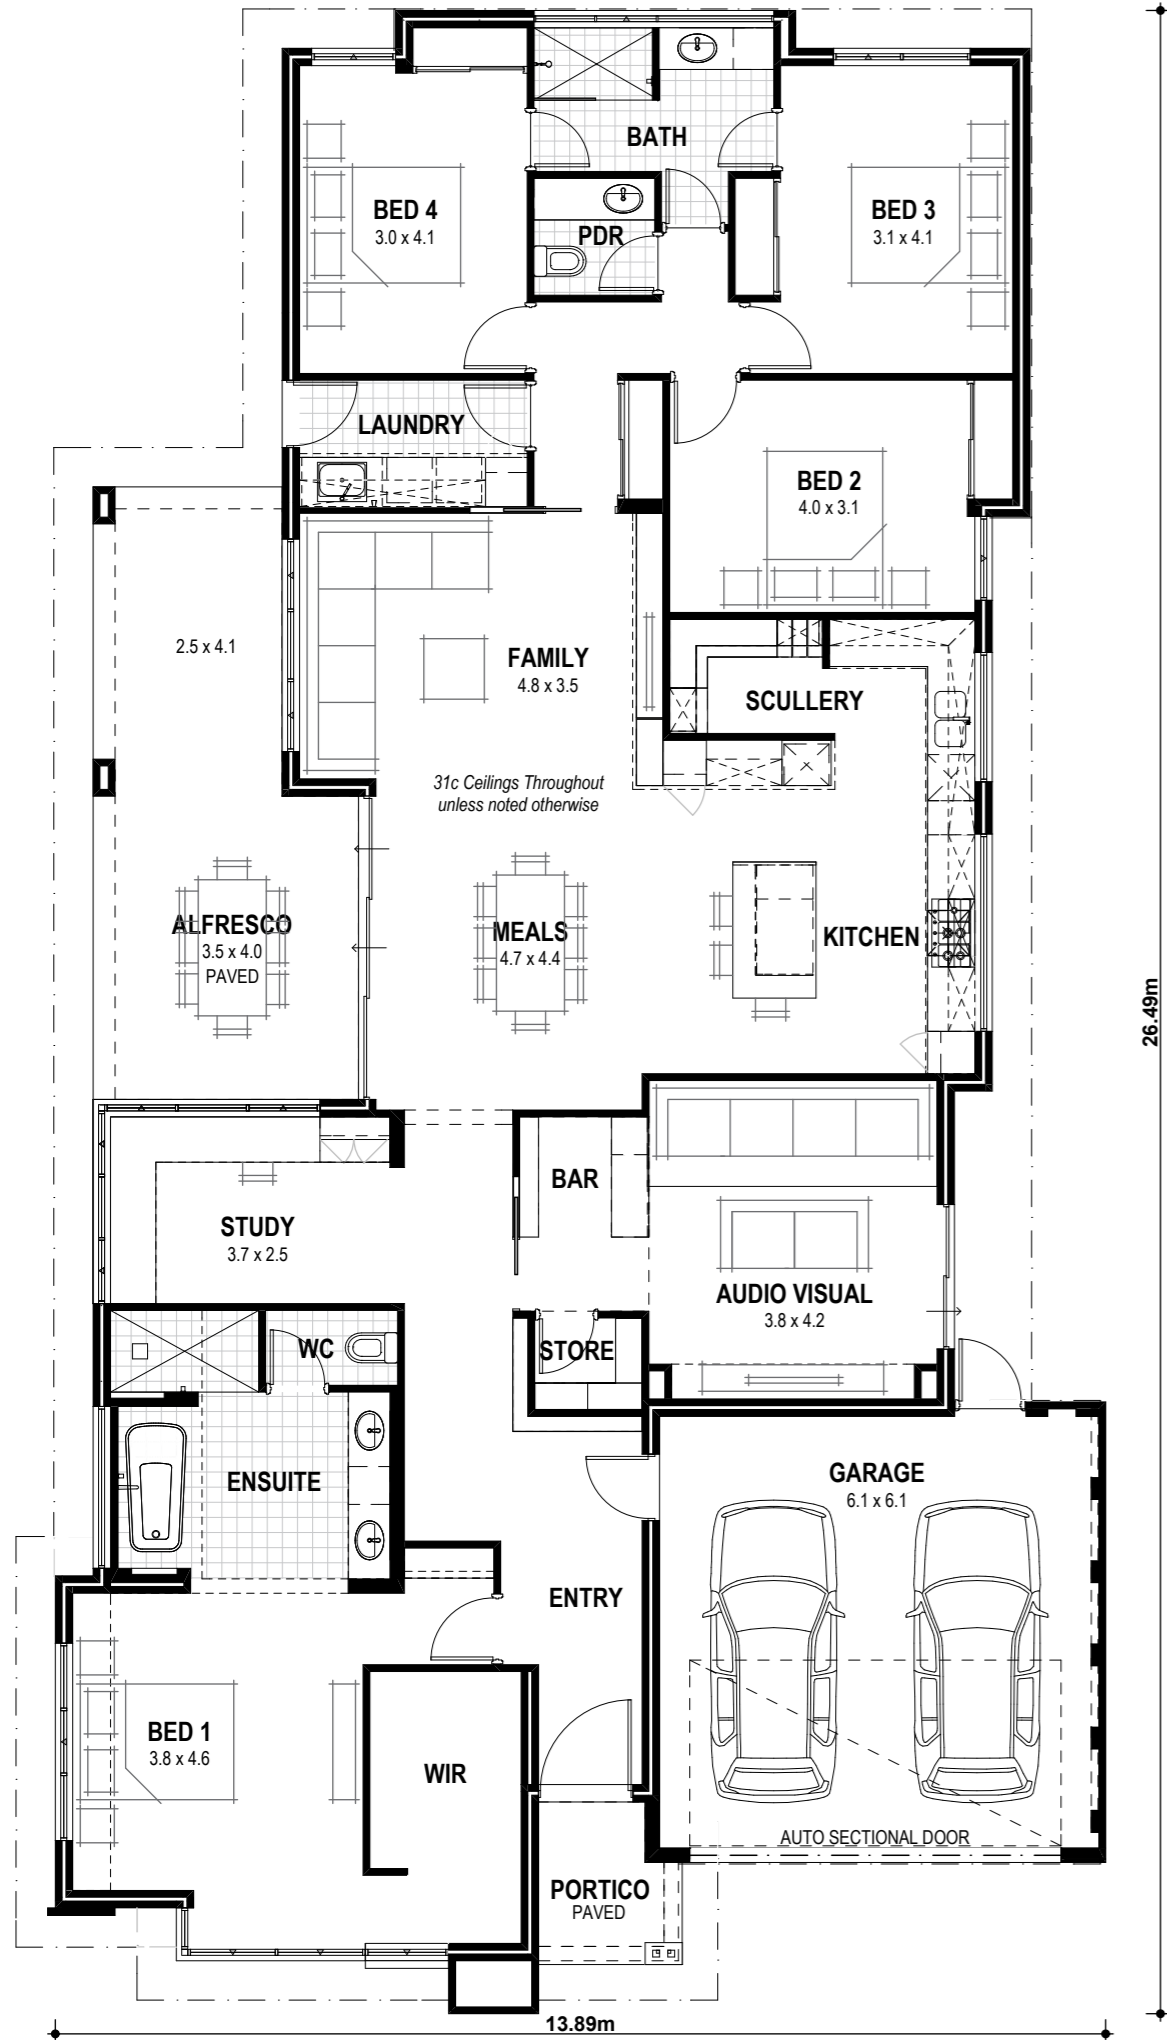 BATH
BED 4
3.0 x 4.1
PDR
BED 3
3.1 x 4.1
LAUNDRY
BED 2
4.0 x 3.1
2.5 x 4.1
FAMILY
4.8 x 3.5
SCULLERY
31c Ceilings Throughout
unless noted otherwise
ALFRESCO
3.5 x 4.0
PAVED
MEALS
4.7 x 4.4
KITCHEN
26.49m
BAR
STUDY
3.7 x 2.5
AUDIO VISUAL
3.8 x 4.2
WC
STORE
ENSUITE
GARAGE
6.1 x 6.1
ENTRY
BED 1
3.8 x 4.6
WIR
AUTO SECTIONAL DOOR
PORTICO
PAVED
13.89m